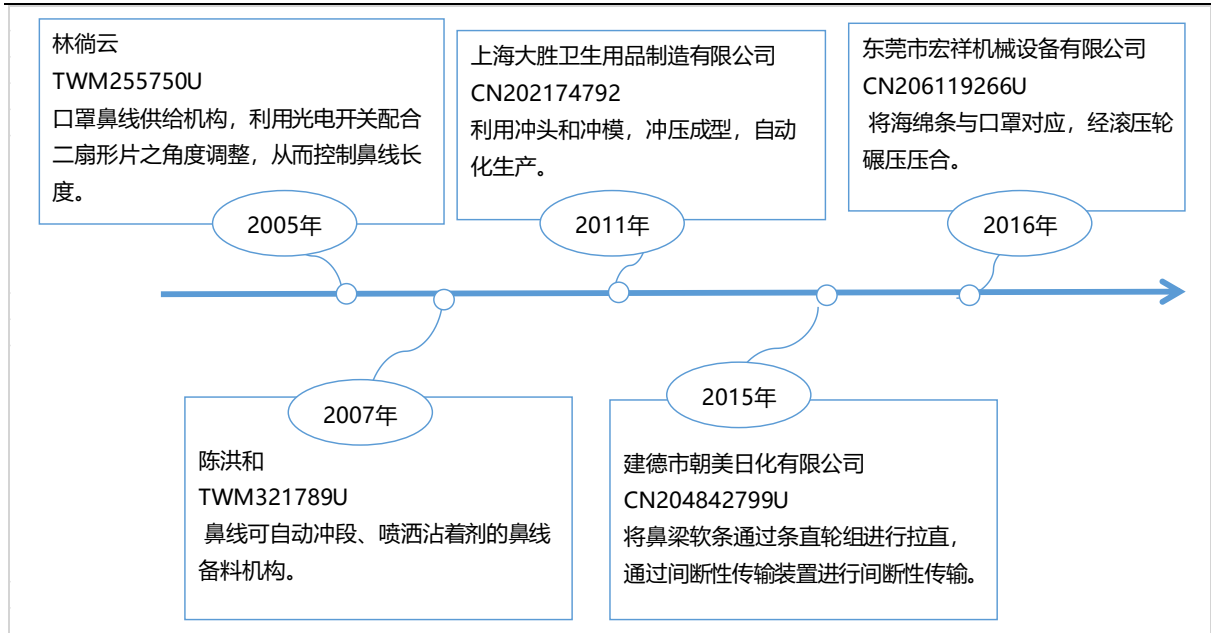 林徜云
TWM255750U
口罩鼻线供给机构，利用光电开关配合
二扇形片之角度调整，从而控制鼻线长
度。
2005年
上海大胜卫生用品制造有限公司
CN202174792
利用冲头和冲模，冲压成型，自动
化生产。
2011年
东莞市宏祥机械设备有限公司
CN206119266U
将海绵条与口罩对应，经滚压轮
碾压压合。
2016年
2007年
陈洪和
TWM321789U
鼻线可自动冲段、喷洒沾着剂的鼻线
备料机构。
2015年
建德市朝美日化有限公司
CN204842799U
将鼻梁软条通过条直轮组进行拉直，
通过间断性传输装置进行间断性传输。